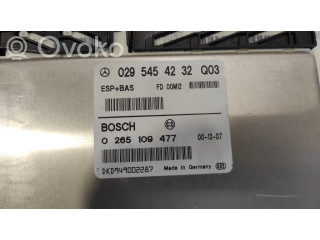 Ovoko
029 545 42 32 Q03
ESP+BAS FD 00M12
BOSCH
0 265 109 477 00-12-07
DKD949002287 Made in Germany